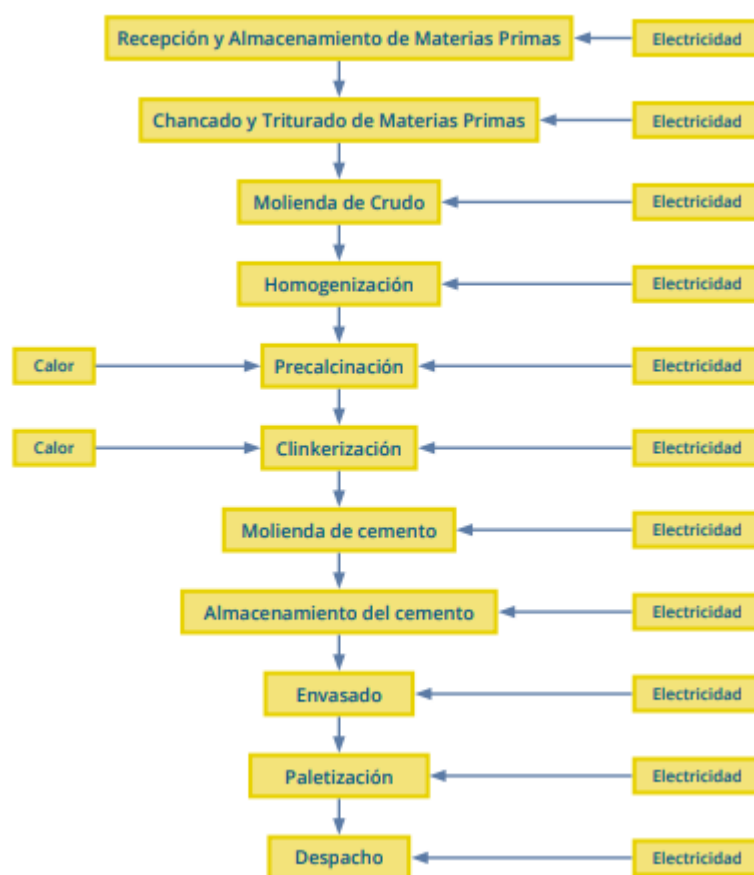 Recepción y Almacenamiento de Materias Primas
Electricidad
Chancado y Triturado de Materias Primas
Electricidad
Molienda de Crudo
Electricidad
Homogenización
Electricidad
Calor
Precalcinación
Electricidad
Calor
Clinkerización
Electricidad
Molienda de cemento
Electricidad
Almacenamiento del cemento
Electricidad
Envasado
Electricidad
Paletización
Electricidad
Despacho
Electricidad